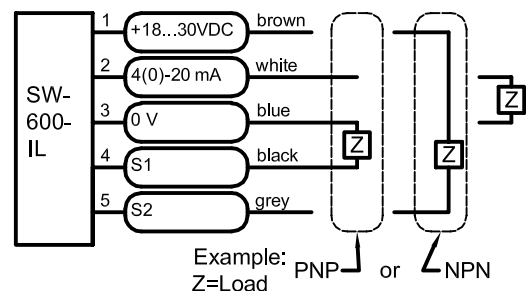 SW-
600-
IL
1 +18...30VDC brown
2 4(0)-20 mA white
3 0 V blue
4 S1 black
5 S2 grey
Z
Z
Z
Example: PNP or NPN
Z=Load